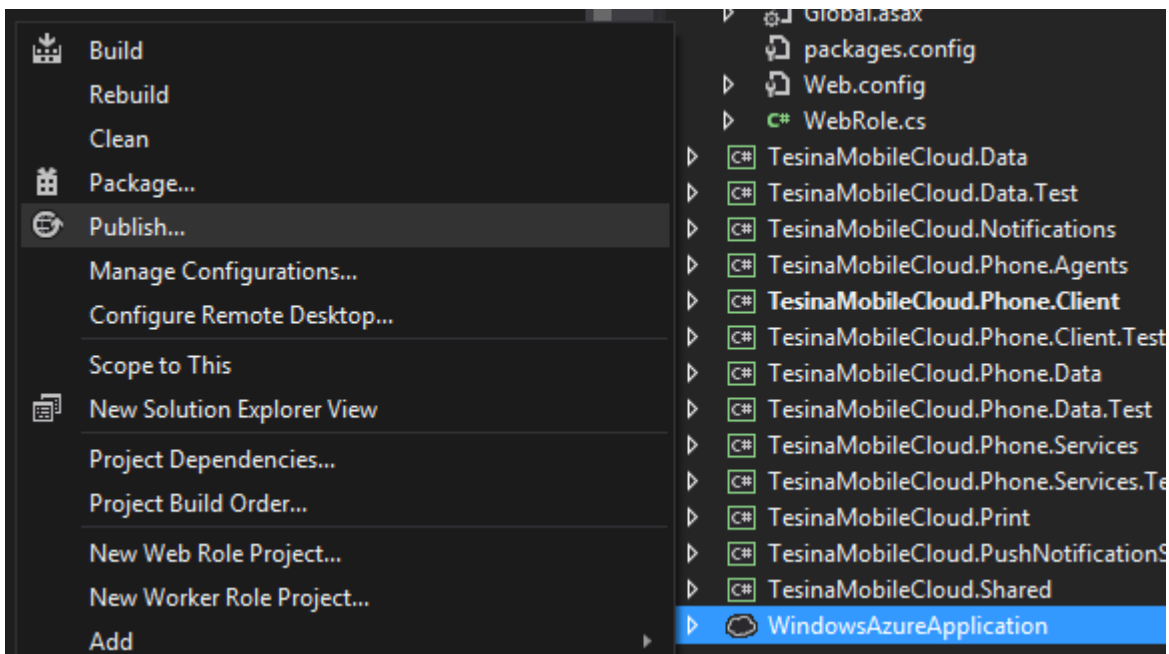 Build
Rebuild
Clean
Package...
Publish...
Manage Configurations...
Configure Remote Desktop...
Scope to This
New Solution Explorer View
Project Dependencies...
Project Build Order...
New Web Role Project...
New Worker Role Project...
Add
Global.asax
packages.config
Web.config
C# WebRole.cs
C# TesinaMobileCloud.Data
C# TesinaMobileCloud.Data.Test
C# TesinaMobileCloud.Notifications
C# TesinaMobileCloud.Phone.Agents
C# TesinaMobileCloud.Phone.Client
C# TesinaMobileCloud.Phone.Client.Test
C# TesinaMobileCloud.Phone.Data
C# TesinaMobileCloud.Phone.Data.Test
C# TesinaMobileCloud.Phone.Services
C# TesinaMobileCloud.Phone.Services.Te
C# TesinaMobileCloud.Print
C# TesinaMobileCloud.PushNotificationS
C# TesinaMobileCloud.Shared
WindowsAzureApplication